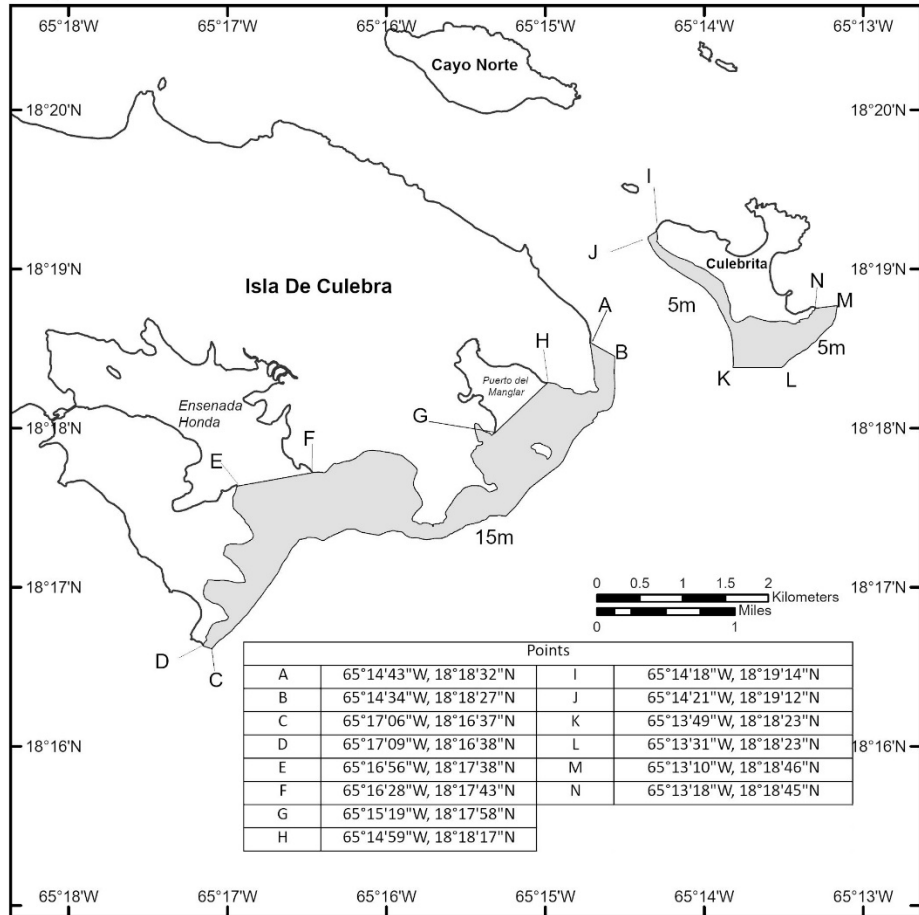 65°18'W 65°17'W 65°16'W 65°15'W 65°14'W 65°13'W
Cayo Norte
18°20'N 18°20'N
I
J
Culebrita
18°19'N 18°19'N
Isla De Culebra
N
M
5m
A
5m
H
B
K
L
Puerto del
Manglar
Ensenada
Honda
G
18°18'N 18°18'N
F
E
15m
18°17'N 18°17'N
0 0.5 1 1.5 2
Kilometers
Miles
0 1
D
C
Points
A 65°14'43"W, 18°18'32"N I 65°14'18"W, 18°19'14"N
B 65°14'34"W, 18°18'27"N J 65°14'21"W, 18°19'12"N
C 65°17'06"W, 18°16'37"N K 65°13'49"W, 18°18'23"N
D 65°17'09"W, 18°16'38"N L 65°13'31"W, 18°18'23"N
18°16'N 18°16'N
E 65°16'56"W, 18°17'38"N M 65°13'10"W, 18°18'46"N
F 65°16'28"W, 18°17'43"N N 65°13'18"W, 18°18'45"N
G 65°15'19"W, 18°17'58"N
H 65°14'59"W, 18°18'17"N
65°18'W 65°17'W 65°16'W 65°15'W 65°14'W 65°13'W